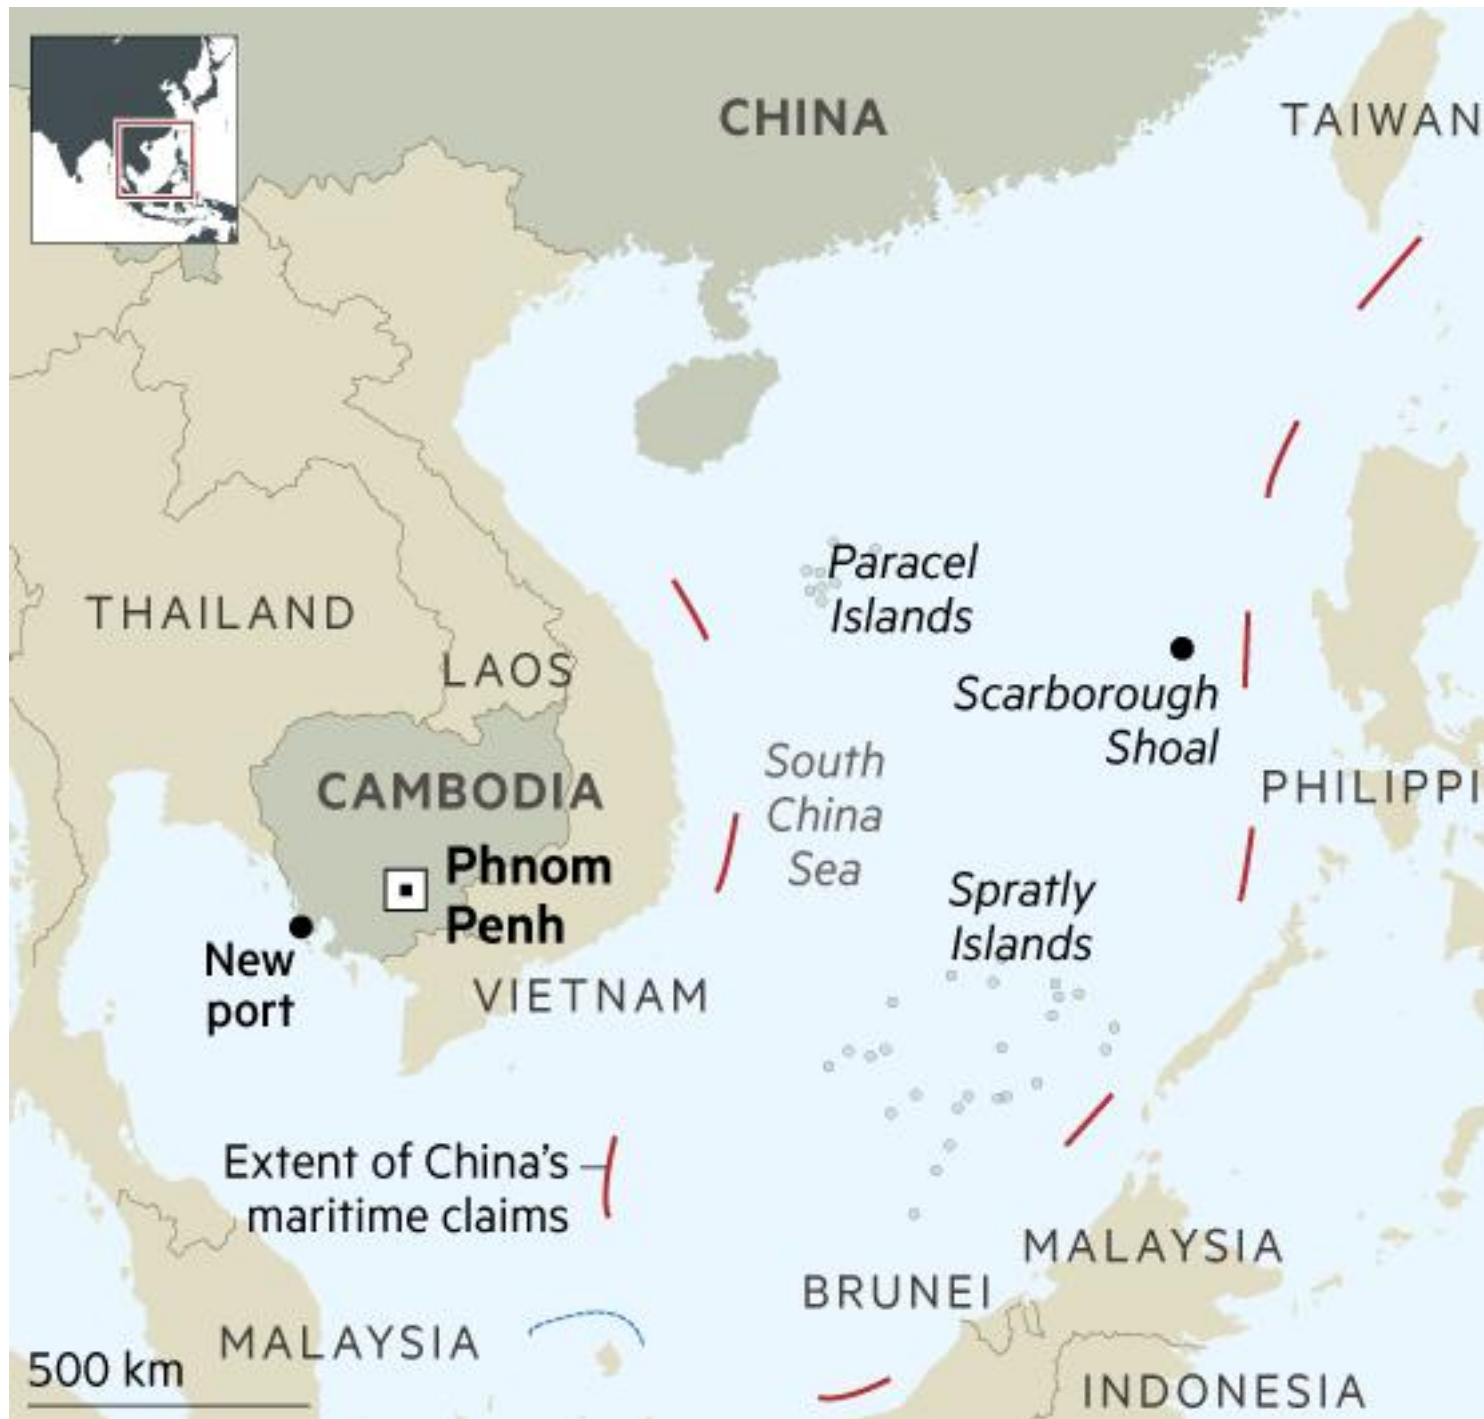 CHINA
TAIWAN
Paracel
Islands
THAILAND
LAOS
Scarborough
Shoal
South
China
Sea
CAMBODIA
PHILIPPI
Phnom
Penh
Spratly
Islands
New
port
VIETNAM
Extent of China's
maritime claims
MALAYSIA
BRUNEI
MALAYSIA
500 km
INDONESIA